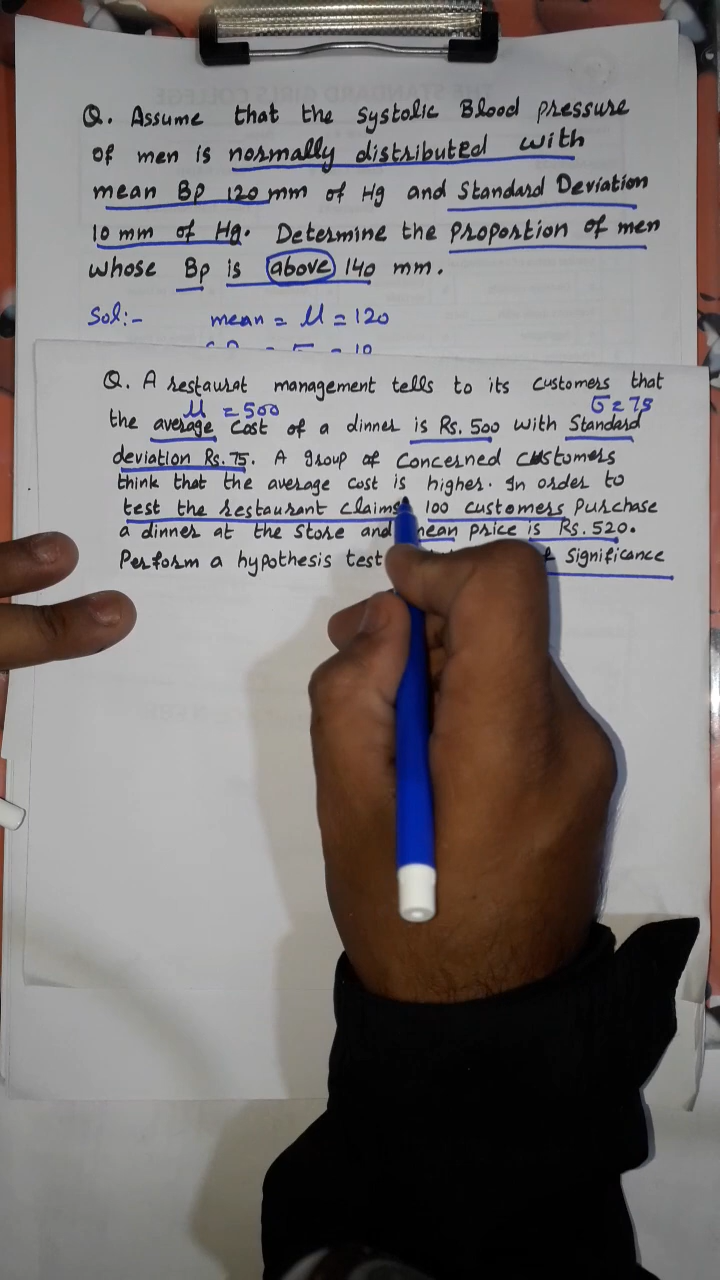 Q. Assume that the Systolic Blood pressure
of men is normally distributed with
mean Bp 120 mm of Hg and Standard Deviation
10 mm of Hg. Determine the proportion of men
whose Bp is above 140 mm.
Sol:- mean = μ = 120
Q. A restaurat management tells to its customers that
μ = 500 σ = 75
the average cost of a dinner is Rs. 500 with Standard
deviation Rs. 75. A group of concerned customers
think that the average cost is higher. In order to
test the restaurant claims 100 customers purchase
a dinner at the store and mean price is Rs. 520.
Perform a hypothesis test Significance